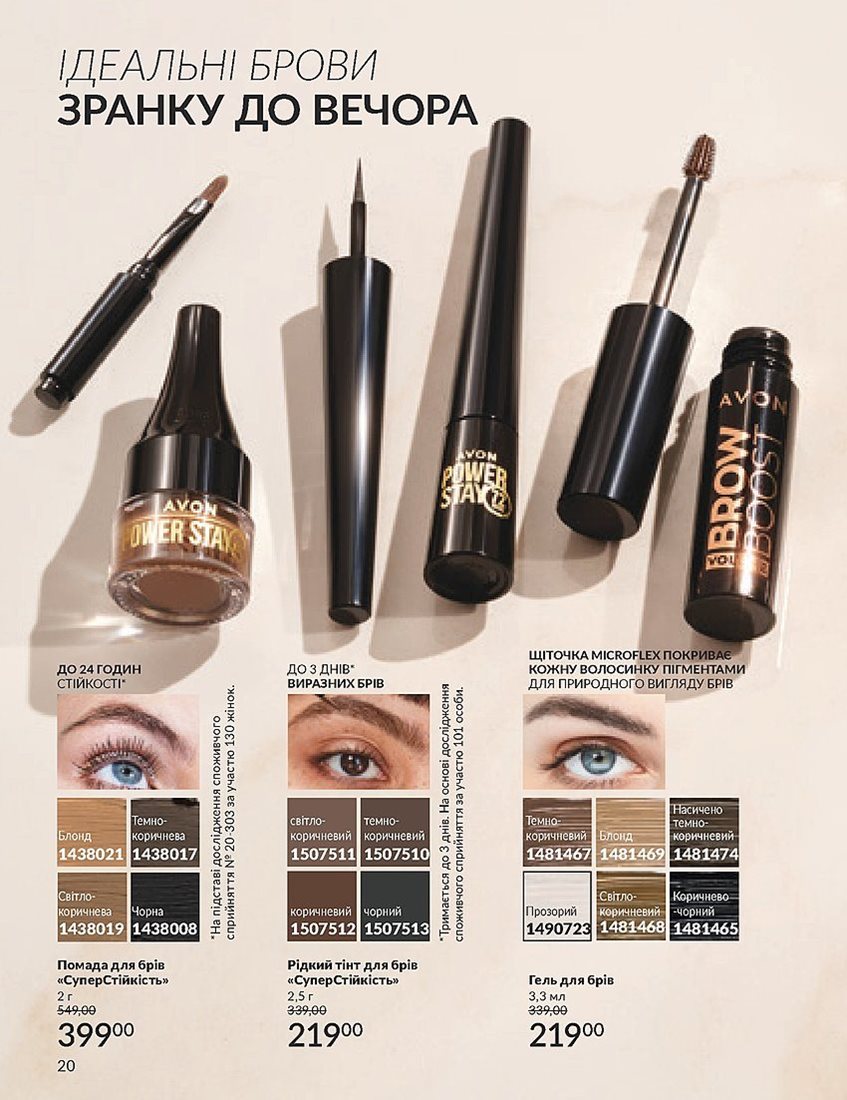 ІДЕАЛЬНІ БРОВИ
ЗРАНКУ ДО ВЕЧОРА
AVON
POWER STAY
AVON
POWER
STAY
AVON
BROW
BOOST
ДО 24 ГОДИН
СТІЙКОСТІ*
*На підставі дослідження споживчого
сприйняття № 20-303 за участю 130 жінок.
Блонд
1438021
Темно-
коричнева
1438017
Світло-
коричнева
1438019
Чорна
1438008
Помада для брів
«СуперСтійкість»
2 г
549,00
39900
ДО 3 ДНІВ*
ВИРАЗНИХ БРІВ
*Тримається до 3 днів. На основі дослідження
споживчого сприйняття за участю 101 особи.
світло-
коричневий
1507511
темно-
коричневий
1507510
коричневий
1507512
чорний
1507513
Рідкий тінт для брів
«СуперСтійкість»
2,5 г
339,00
21900
ЩІТОЧКА MICROFLEX ПОКРИВАЄ
КОЖНУ ВОЛОСИНКУ ПІГМЕНТАМИ
ДЛЯ ПРИРОДНОГО ВИГЛЯДУ БРІВ
Темно-
коричневий
1481467
Блонд
1481469
Насичено
темно-
коричневий
1481474
Прозорий
1490723
Світло-
коричневий
1481468
Коричнево
-чорний
1481465
Гель для брів
3,3 мл
339,00
21900
20